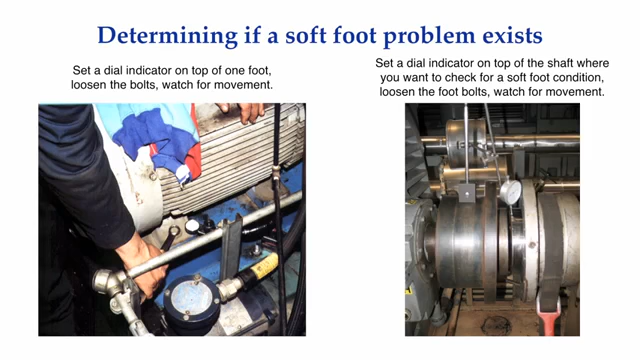 Determining if a soft foot problem exists
Set a dial indicator on top of one foot,
loosen the bolts, watch for movement.
Set a dial indicator on top of the shaft where
you want to check for a soft foot condition,
loosen the foot bolts, watch for movement.